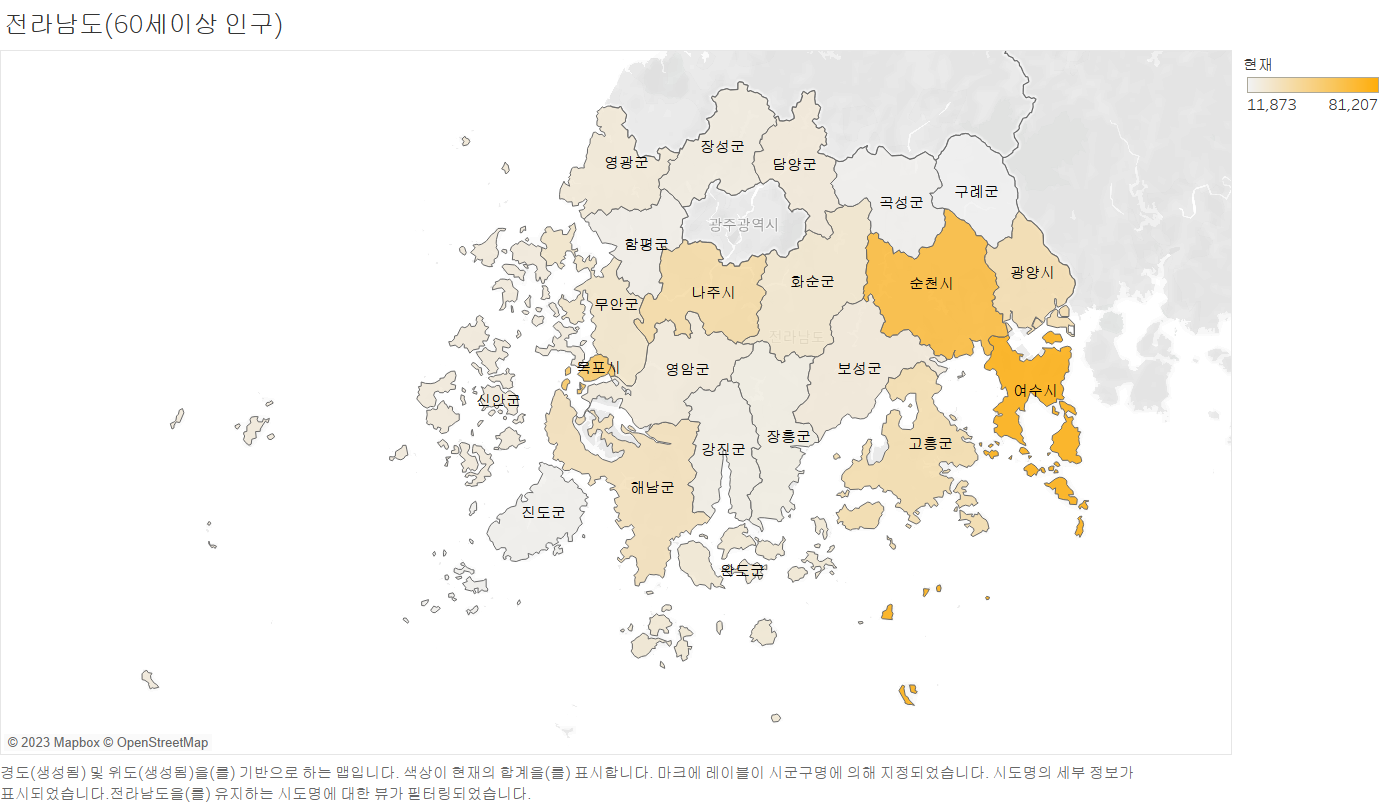 전라남도(60세이상 인구)
현재
11,873 81,207
장성군
영광군
담양군
구례군
곡성군
광주광역시
함평군
광양시
화순군
순천시
나주시
무안군
전라남도
목포시
영암군
보성군
여수시
신안군
장흥군
고흥군
강진군
해남군
진도군
완도군
© 2023 Mapbox © OpenStreetMap
경도(생성됨) 및 위도(생성됨)을(를) 기반으로 하는 맵입니다. 색상이 현재의 합계을(를) 표시합니다. 마크에 레이블이 시군구명에 의해 지정되었습니다. 시도명의 세부 정보가
표시되었습니다.전라남도을(를) 유지하는 시도명에 대한 뷰가 필터링되었습니다.